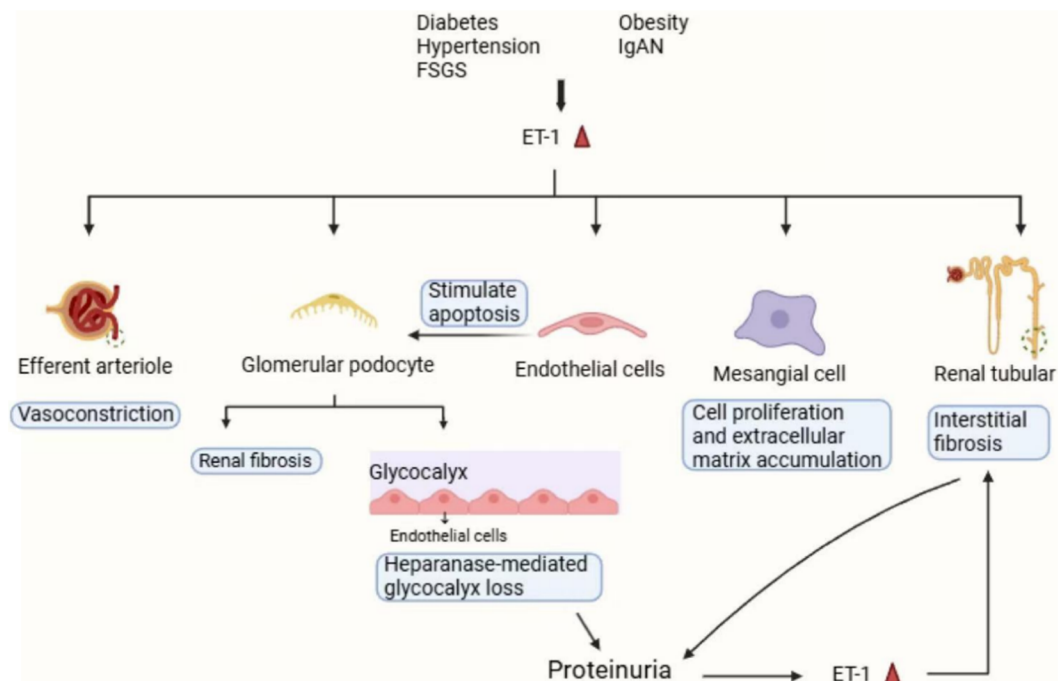 Diabetes
Hypertension
FSGS
Obesity
IgAN
ET-1
Stimulate
apoptosis
Efferent arteriole
Glomerular podocyte
Endothelial cells
Mesangial cell
Renal tubular
Vasoconstriction
Cell proliferation
and extracellular
matrix accumulation
Interstitial
fibrosis
Renal fibrosis
Glycocalyx
Endothelial cells
Heparanase-mediated
glycocalyx loss
Proteinuria
ET-1